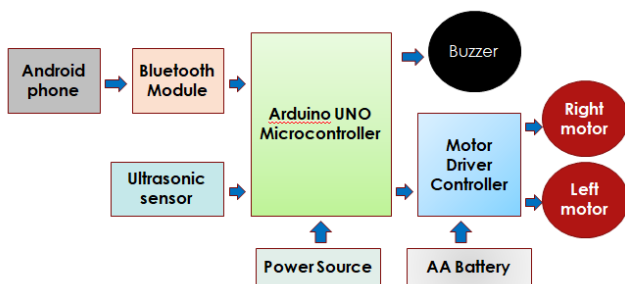 Buzzer
Android
phone
Bluetooth
Module
Arduino UNO
Microcontroller
Right
motor
Motor
Driver
Controller
Ultrasonic
sensor
Left
motor
Power Source
AA Battery